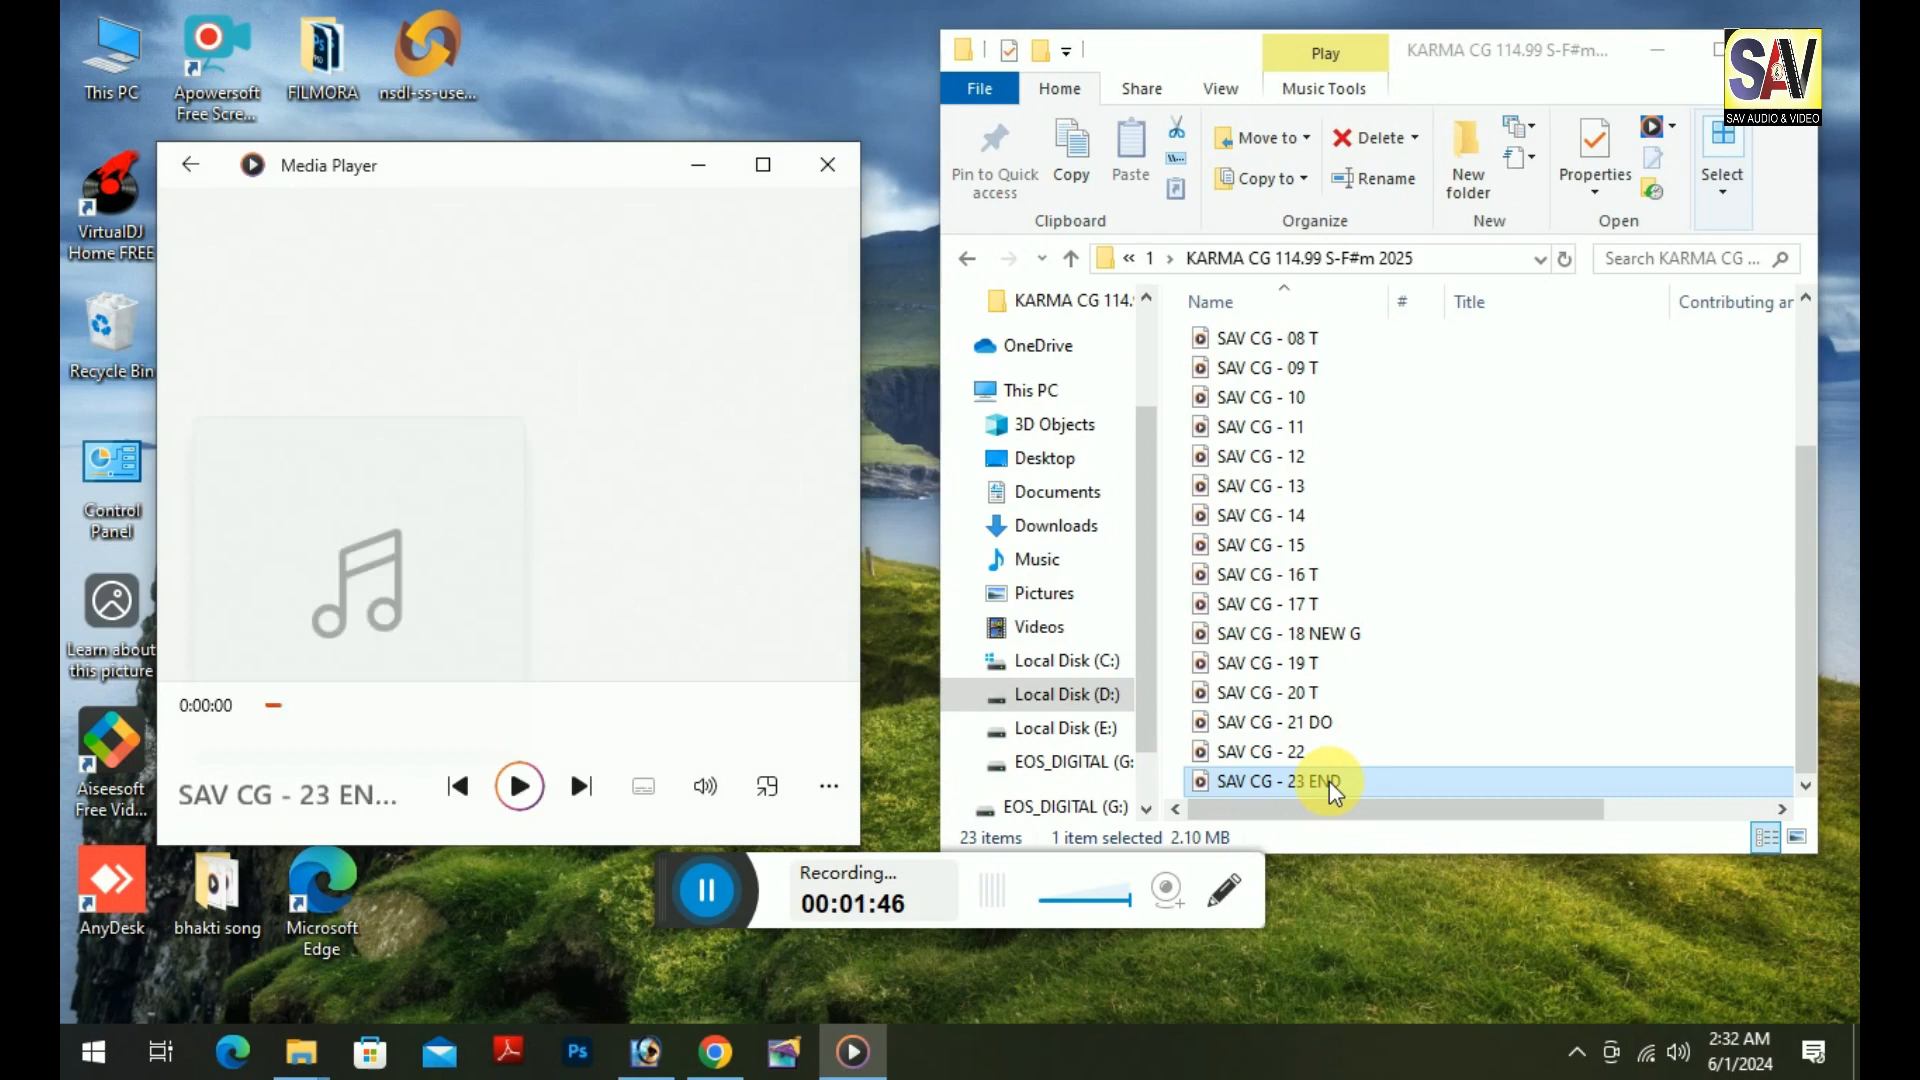 This PC
Apowersoft
Free Scre...
FILMORA
nsdl-ss-use...
VirtualDJ
Home FREE
Recycle Bin
Control
Panel
Learn about
this picture
Aiseesoft
Free Vid...
AnyDesk
bhakti song
Microsoft
Edge
Media Player
0:00:00
SAV CG - 23 EN...
Play
KARMA CG 114.99 S-F#m...
File
Home
Share
View
Music Tools
Pin to Quick
access
Copy
Paste
Move to
Copy to
Delete
Rename
New
folder
Properties
Select
Clipboard
Organize
New
Open
« 1 › KARMA CG 114.99 S-F#m 2025
Search KARMA CG ...
KARMA CG 114.9
OneDrive
This PC
3D Objects
Desktop
Documents
Downloads
Music
Pictures
Videos
Local Disk (C:)
Local Disk (D:)
Local Disk (E:)
EOS_DIGITAL (G:
EOS_DIGITAL (G:)
Name
#
Title
Contributing ar
SAV CG - 08 T
SAV CG - 09 T
SAV CG - 10
SAV CG - 11
SAV CG - 12
SAV CG - 13
SAV CG - 14
SAV CG - 15
SAV CG - 16 T
SAV CG - 17 T
SAV CG - 18 NEW G
SAV CG - 19 T
SAV CG - 20 T
SAV CG - 21 DO
SAV CG - 22
SAV CG - 23 END
23 items
1 item selected 2.10 MB
Recording...
00:01:46
SAV
SAV AUDIO & VIDEO
Ps
2:32 AM
6/1/2024